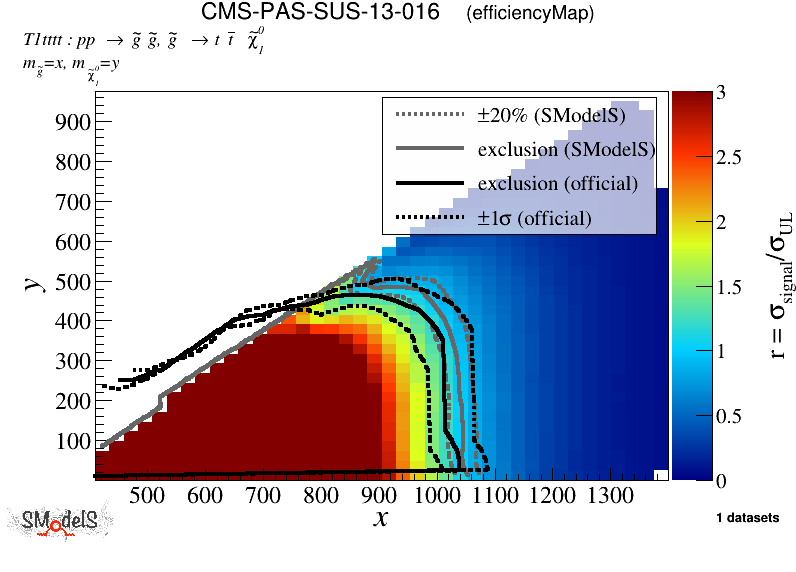 CMS-PAS-SUS-13-016 (efficiencyMap)
T1tttt : pp → g̃ g̃, g̃ → t t̄ χ̃⁰₁
m_g̃=x, m_χ̃⁰₁=y
±20% (SModelS)
exclusion (SModelS)
exclusion (official)
±1σ (official)
900
800
700
600
500
400
300
200
100
y
500 600 700 800 900 1000 1100 1200 1300
x
3
2.5
2
1.5
1
0.5
0
r = σ_signal/σ_UL
SModelS
1 datasets